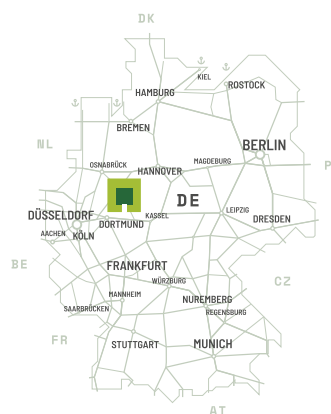 DK
KIEL
ROSTOCK
HAMBURG
BREMEN
NL
BERLIN
OSNABRÜCK
MAGDEBURG
P
HANNOVER
DE
DÜSSELDORF
KASSEL
LEIPZIG
DORTMUND
DRESDEN
AACHEN
KÖLN
BE
FRANKFURT
CZ
WÜRZBURG
MANNHEIM
NUREMBERG
SAARBRÜCKEN
REGENSBURG
FR
STUTTGART
MUNICH
AT